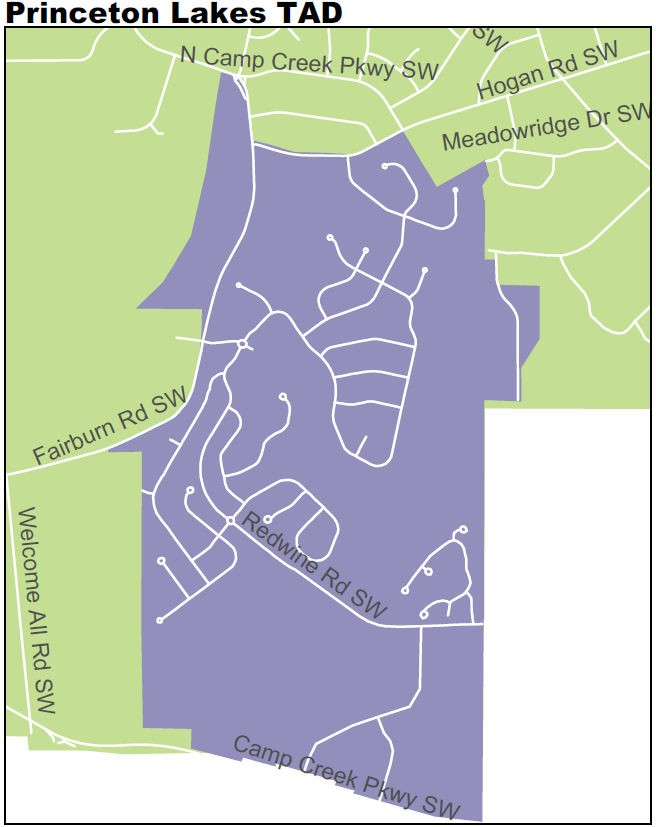 Princeton Lakes TAD
SW
N Camp Creek Pkwy SW
Hogan Rd SW
Meadowridge Dr SW
Fairburn Rd SW
Welcome All Rd SW
Redwine Rd SW
Camp Creek Pkwy SW